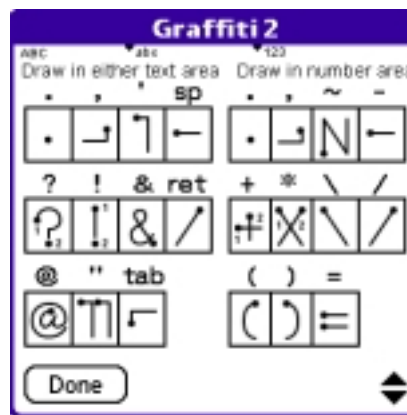 Graffiti 2
ABC abc 123
Draw in either text area Draw in number area
. , ' sp . , ~ -
? ! & ret + * \ /
@ " tab ( ) =
Done